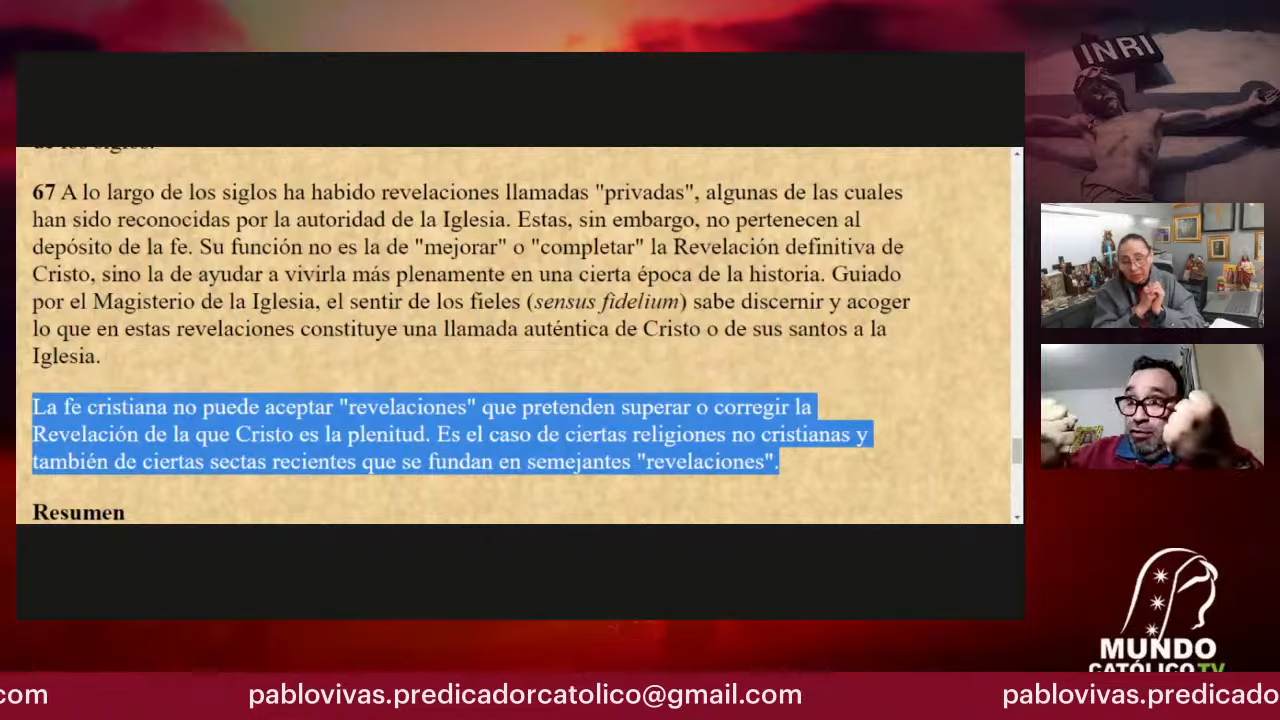 INRI
de los siglos.
67 A lo largo de los siglos ha habido revelaciones llamadas "privadas", algunas de las cuales
han sido reconocidas por la autoridad de la Iglesia. Estas, sin embargo, no pertenecen al
depósito de la fe. Su función no es la de "mejorar" o "completar" la Revelación definitiva de
Cristo, sino la de ayudar a vivirla más plenamente en una cierta época de la historia. Guiado
por el Magisterio de la Iglesia, el sentir de los fieles (sensus fidelium) sabe discernir y acoger
lo que en estas revelaciones constituye una llamada auténtica de Cristo o de sus santos a la
Iglesia.
La fe cristiana no puede aceptar "revelaciones" que pretenden superar o corregir la
Revelación de la que Cristo es la plenitud. Es el caso de ciertas religiones no cristianas y
también de ciertas sectas recientes que se fundan en semejantes "revelaciones".
Resumen
MUNDO
CATÓLICO TV
com pablovivas.predicadorcatolico@gmail.com pablovivas.predicado